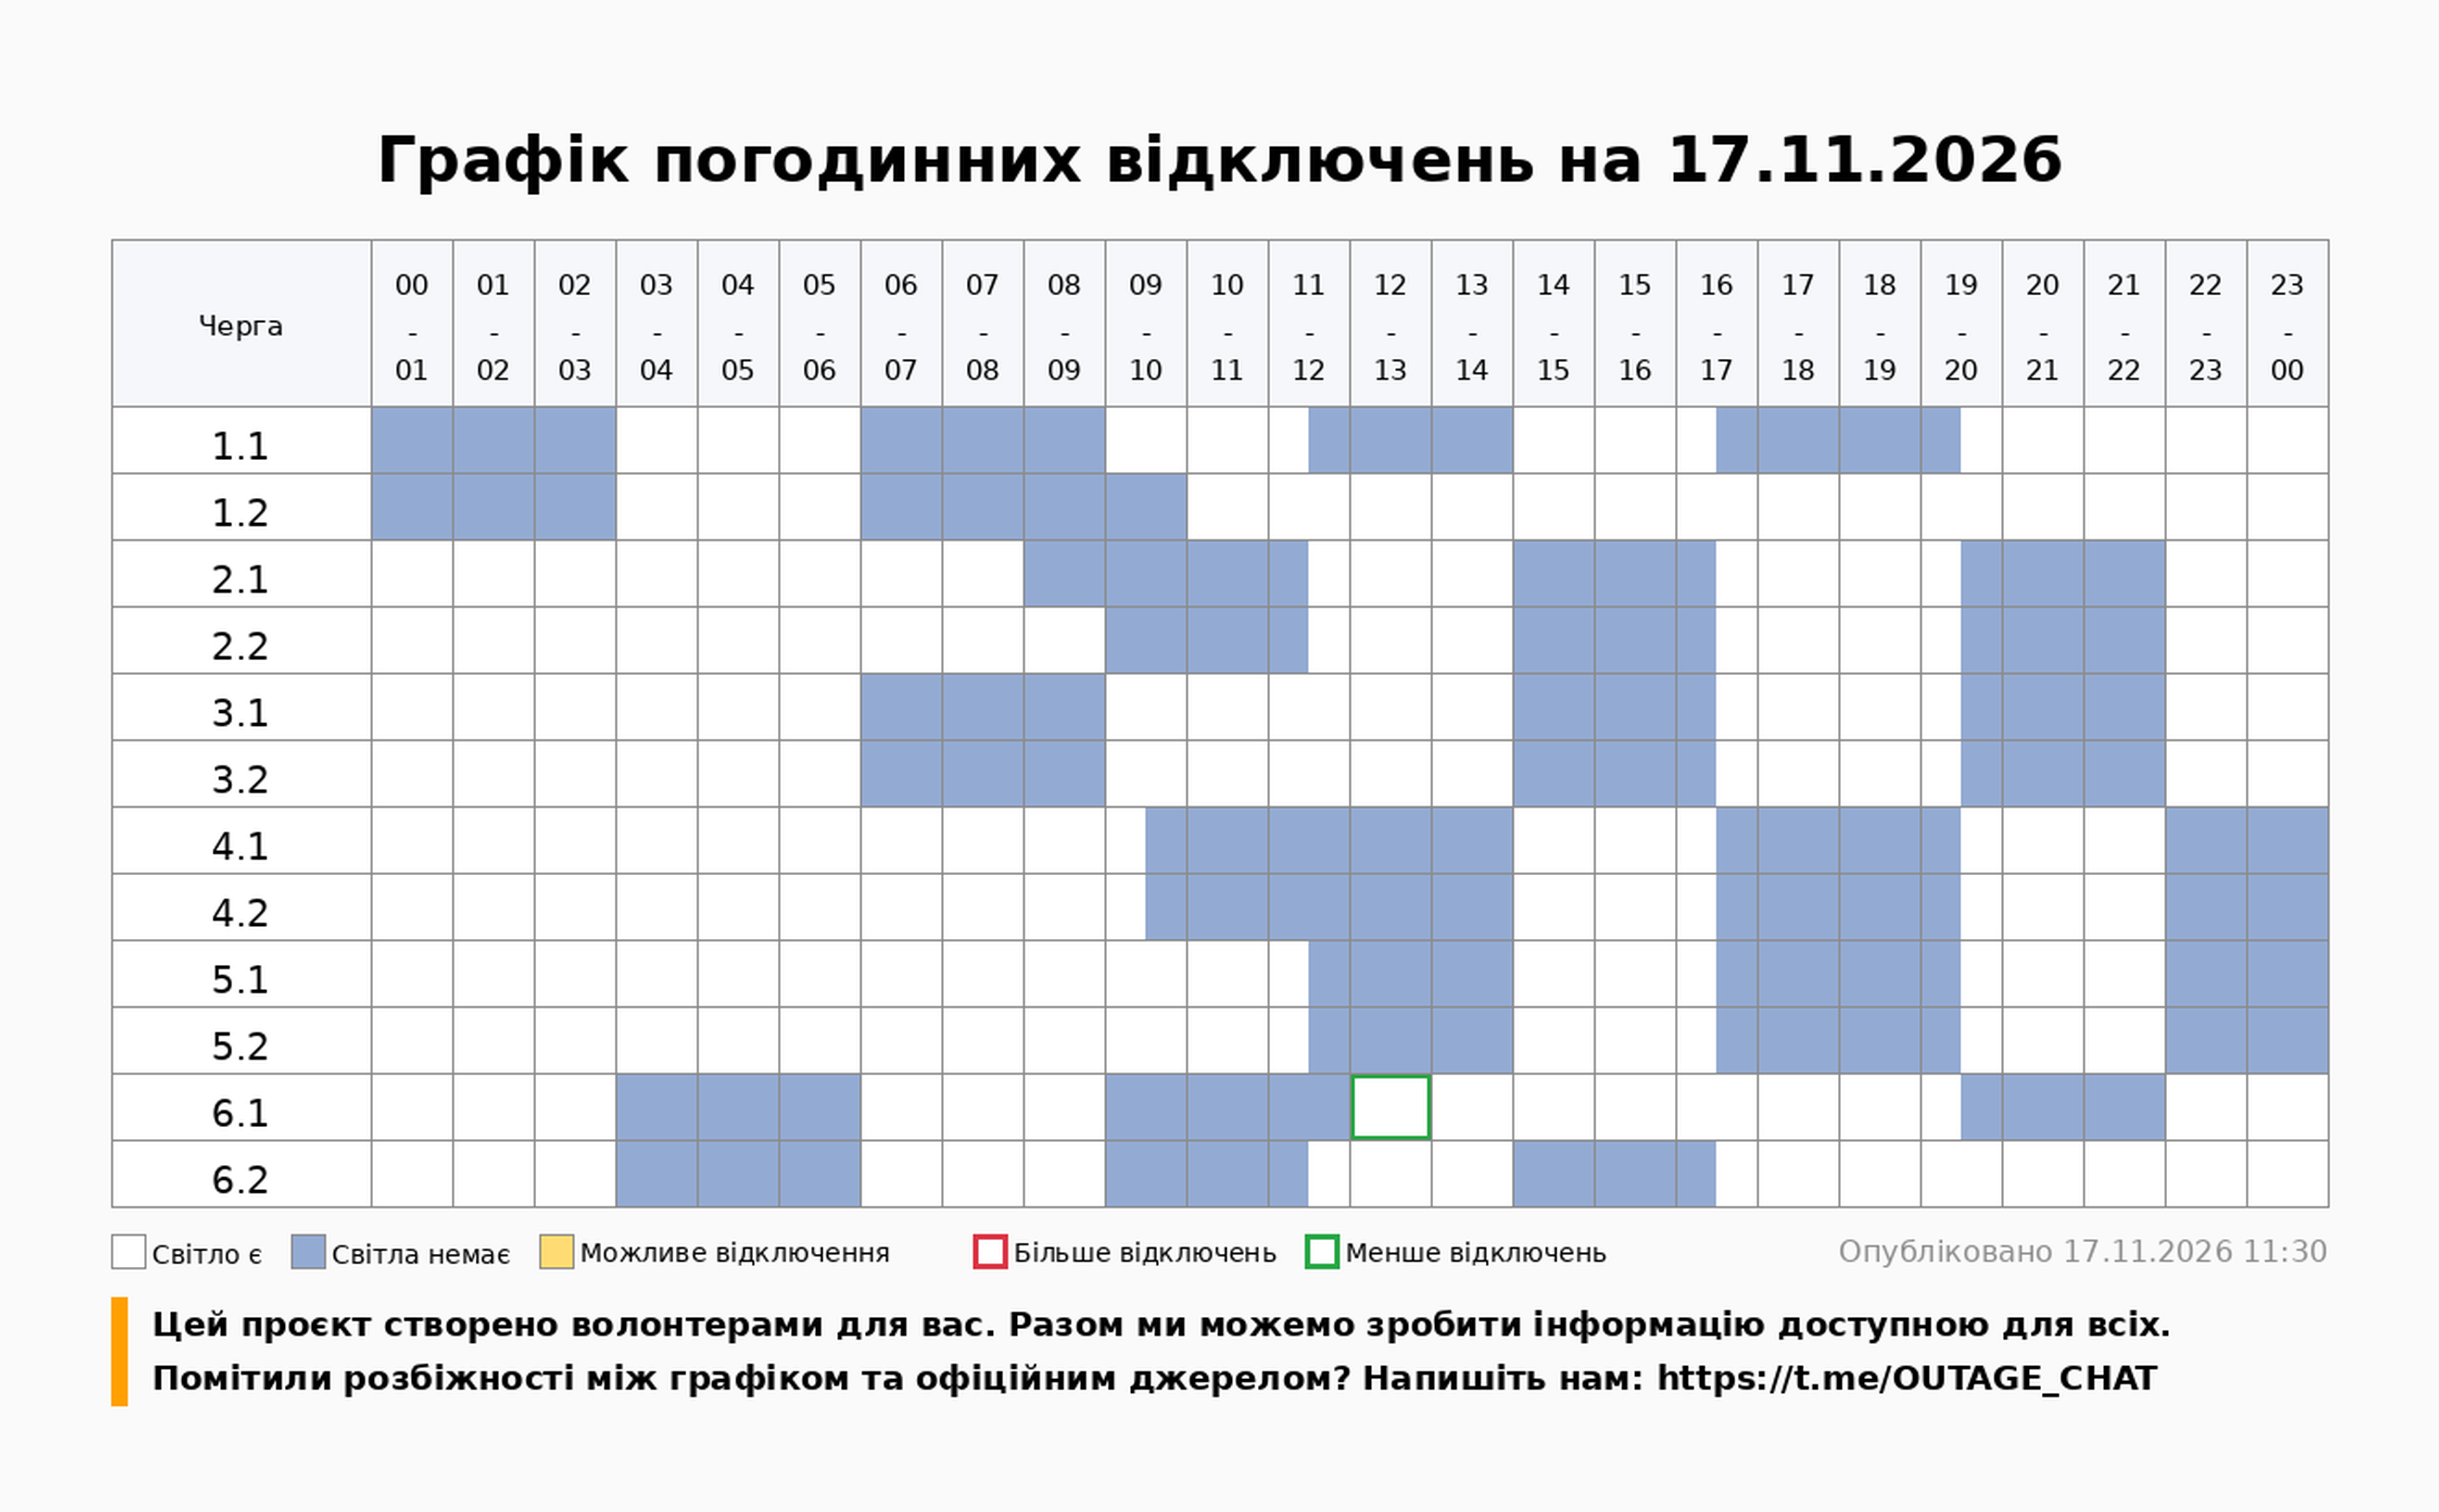 Графік погодинних відключень на 17.11.2026
Черга
00 - 01
01 - 02
02 - 03
03 - 04
04 - 05
05 - 06
06 - 07
07 - 08
08 - 09
09 - 10
10 - 11
11 - 12
12 - 13
13 - 14
14 - 15
15 - 16
16 - 17
17 - 18
18 - 19
19 - 20
20 - 21
21 - 22
22 - 23
23 - 00
1.1
1.2
2.1
2.2
3.1
3.2
4.1
4.2
5.1
5.2
6.1
6.2
Світло є
Світла немає
Можливе відключення
Більше відключень
Менше відключень
Опубліковано 17.11.2026 11:30
Цей проєкт створено волонтерами для вас. Разом ми можемо зробити інформацію доступною для всіх.
Помітили розбіжності між графіком та офіційним джерелом? Напишіть нам: https://t.me/OUTAGE_CHAT